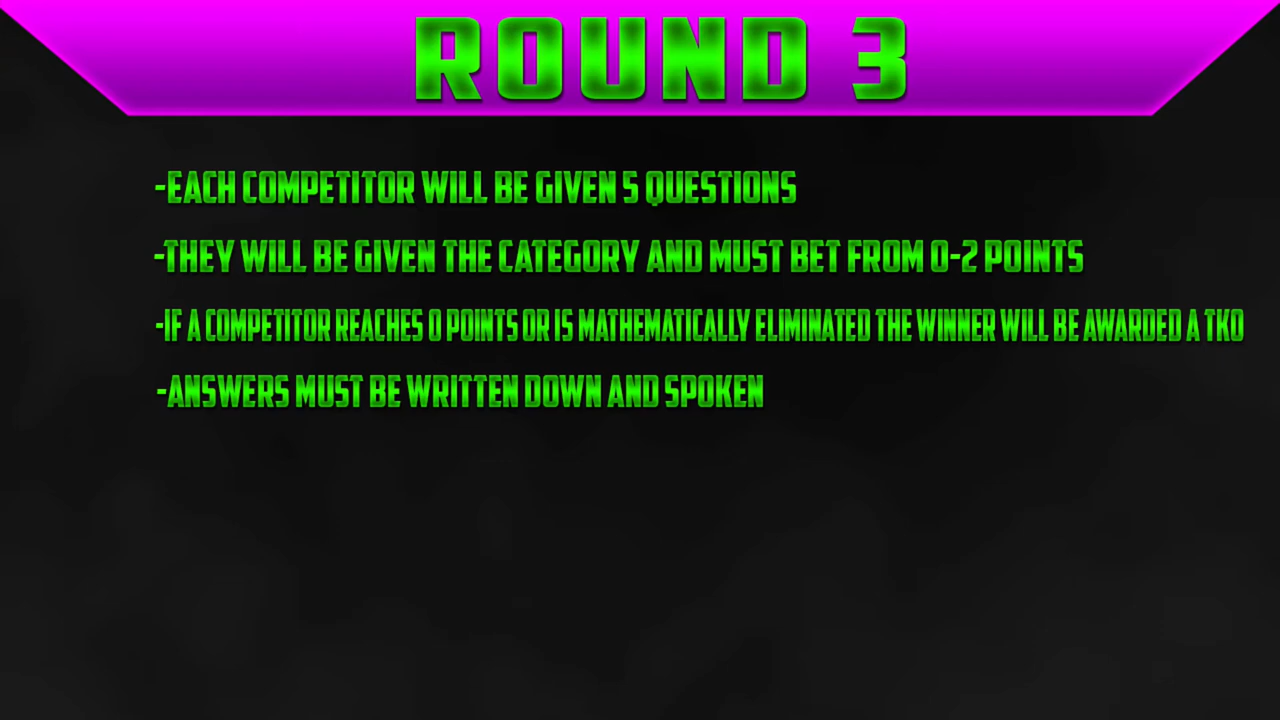 ROUND 3
-EACH COMPETITOR WILL BE GIVEN 5 QUESTIONS
-THEY WILL BE GIVEN THE CATEGORY AND MUST BET FROM 0-2 POINTS
-IF A COMPETITOR REACHES 0 POINTS OR IS MATHEMATICALLY ELIMINATED THE WINNER WILL BE AWARDED A TKO
-ANSWERS MUST BE WRITTEN DOWN AND SPOKEN